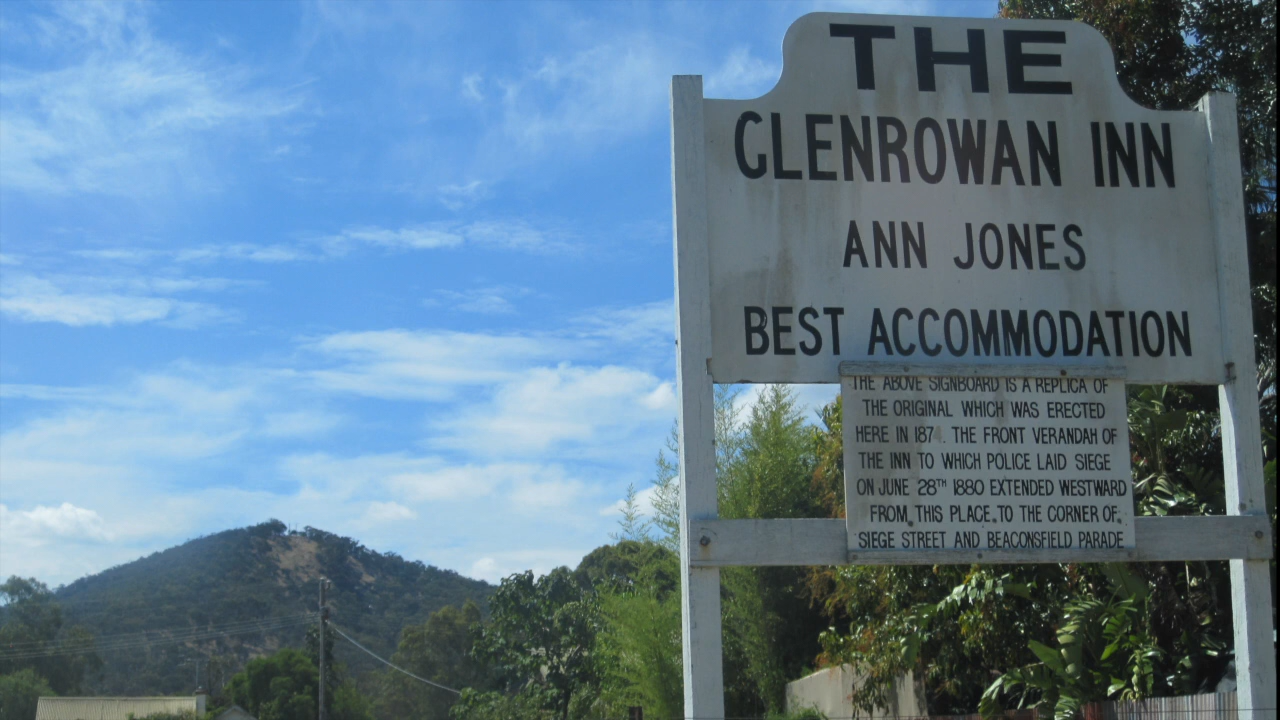 THE
GLENROWAN INN
ANN JONES
BEST ACCOMMODATION
THE ABOVE SIGNBOARD IS A REPLICA OF
THE ORIGINAL WHICH WAS ERECTED
HERE IN 187 . THE FRONT VERANDAH OF
THE INN TO WHICH POLICE LAID SIEGE
ON JUNE 28TH 1880 EXTENDED WESTWARD
FROM THIS PLACE TO THE CORNER OF
SIEGE STREET AND BEACONSFIELD PARADE